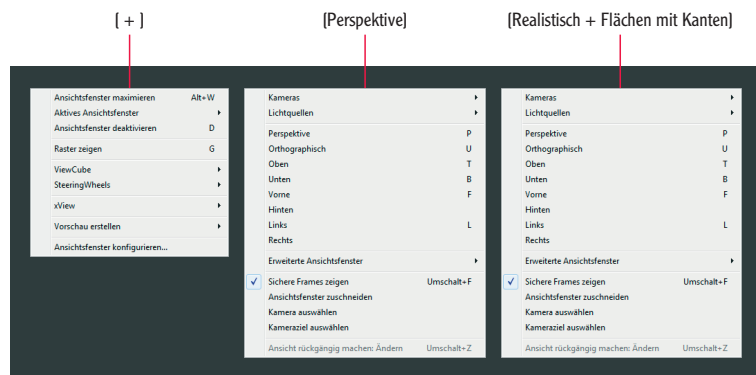 [ + ]
[Perspektive]
[Realistisch + Flächen mit Kanten]
Ansichtsfenster maximieren Alt+W
Aktives Ansichtsfenster
Ansichtsfenster deaktivieren D
Raster zeigen G
ViewCube
SteeringWheels
xView
Vorschau erstellen
Ansichtsfenster konfigurieren...
Kameras
Lichtquellen
Perspektive P
Orthographisch U
Oben T
Unten B
Vorne F
Hinten
Links L
Rechts
Erweiterte Ansichtsfenster
Sichere Frames zeigen Umschalt+F
Ansichtsfenster zuschneiden
Kamera auswählen
Kameraziel auswählen
Ansicht rückgängig machen: Ändern Umschalt+Z
Kameras
Lichtquellen
Perspektive P
Orthographisch U
Oben T
Unten B
Vorne F
Hinten
Links L
Rechts
Erweiterte Ansichtsfenster
Sichere Frames zeigen Umschalt+F
Ansichtsfenster zuschneiden
Kamera auswählen
Kameraziel auswählen
Ansicht rückgängig machen: Ändern Umschalt+Z